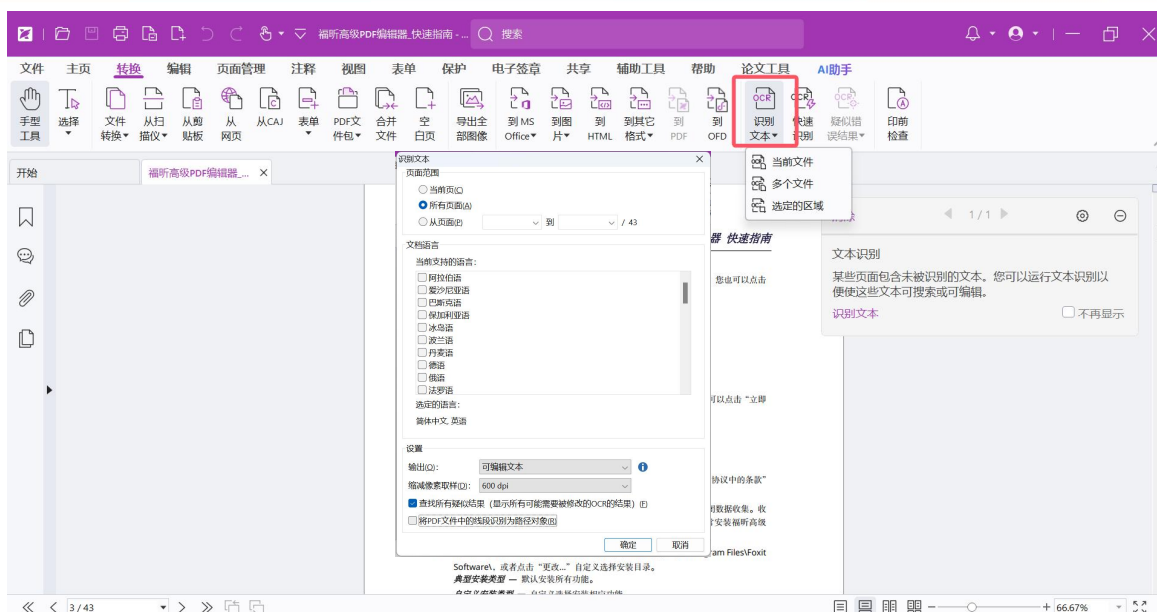 福昕高级PDF编辑器_快速指南 - ...
搜索
文件 主页 转换 编辑 页面管理 注释 视图 表单 保护 电子签章 共享 辅助工具 帮助 论文工具 AI助手
手型 选择 文件 从扫 从剪 从 从CAJ 表单 PDF文 合并 空 导出全 到 MS 到图 到 到其它 到 到 识别 快速 疑似错 印前
工具 转换 描仪 贴板 网页 件包 文件 白页 部图像 Office 片 HTML 格式 PDF OFD 文本 识别 误结果 检查
当前文件
多个文件
选定的区域
开始 福昕高级PDF编辑器_...
识别文本
页面范围
当前页(C)
所有页面(A)
从页面(P) 到 / 43
文档语言
当前支持的语言:
阿拉伯语
爱沙尼亚语
巴斯克语
保加利亚语
冰岛语
波兰语
丹麦语
德语
俄语
法罗语
选定的语言:
简体中文, 英语
设置
输出(O): 可编辑文本
缩减像素取样(D): 600 dpi
查找所有疑似结果（显示所有可能需要被修改的OCR的结果）(F)
将PDF文件中的线段识别为路径对象(R)
确定 取消
器 快速指南
您也可以点击
可以点击“立即
协议中的条款”
数据收集。收
安装福昕高级
ram Files\Foxit
Software\。或者点击“更改...”自定义选择安装目录。
典型安装类型 — 默认安装所有功能。
1 / 1
文本识别
某些页面包含未被识别的文本。您可以运行文本识别以
便使这些文本可搜索或可编辑。
识别文本 不再显示
3 / 43 66.67%